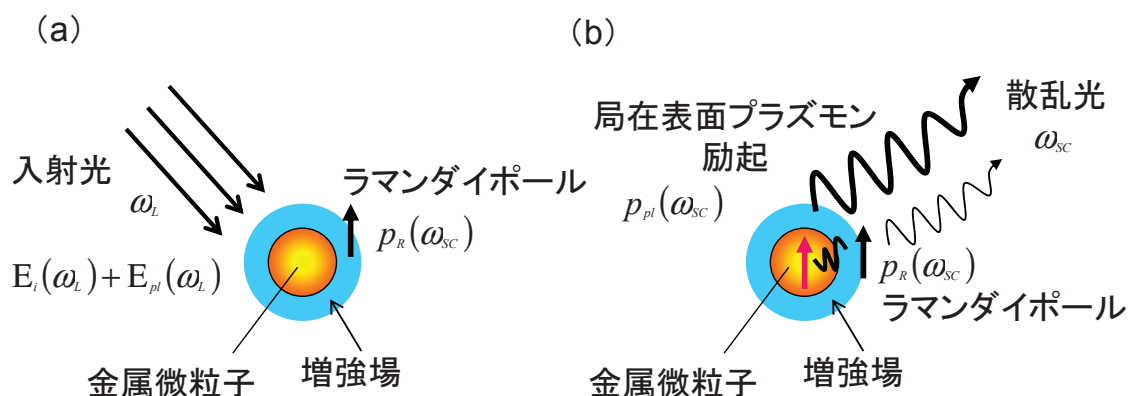 (a)
入射光
ω_L
E_i(ω_L)+E_pl(ω_L)
ラマンダイポール
p_R(ω_SC)
金属微粒子
増強場
(b)
局在表面プラズモン
励起
p_pl(ω_SC)
散乱光
ω_SC
p_R(ω_SC)
ラマンダイポール
金属微粒子
増強場